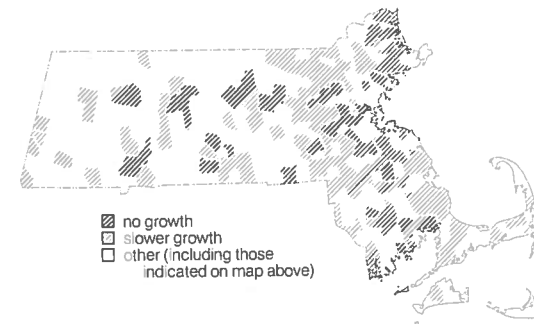 no growth
slower growth
other (including those
indicated on map above)